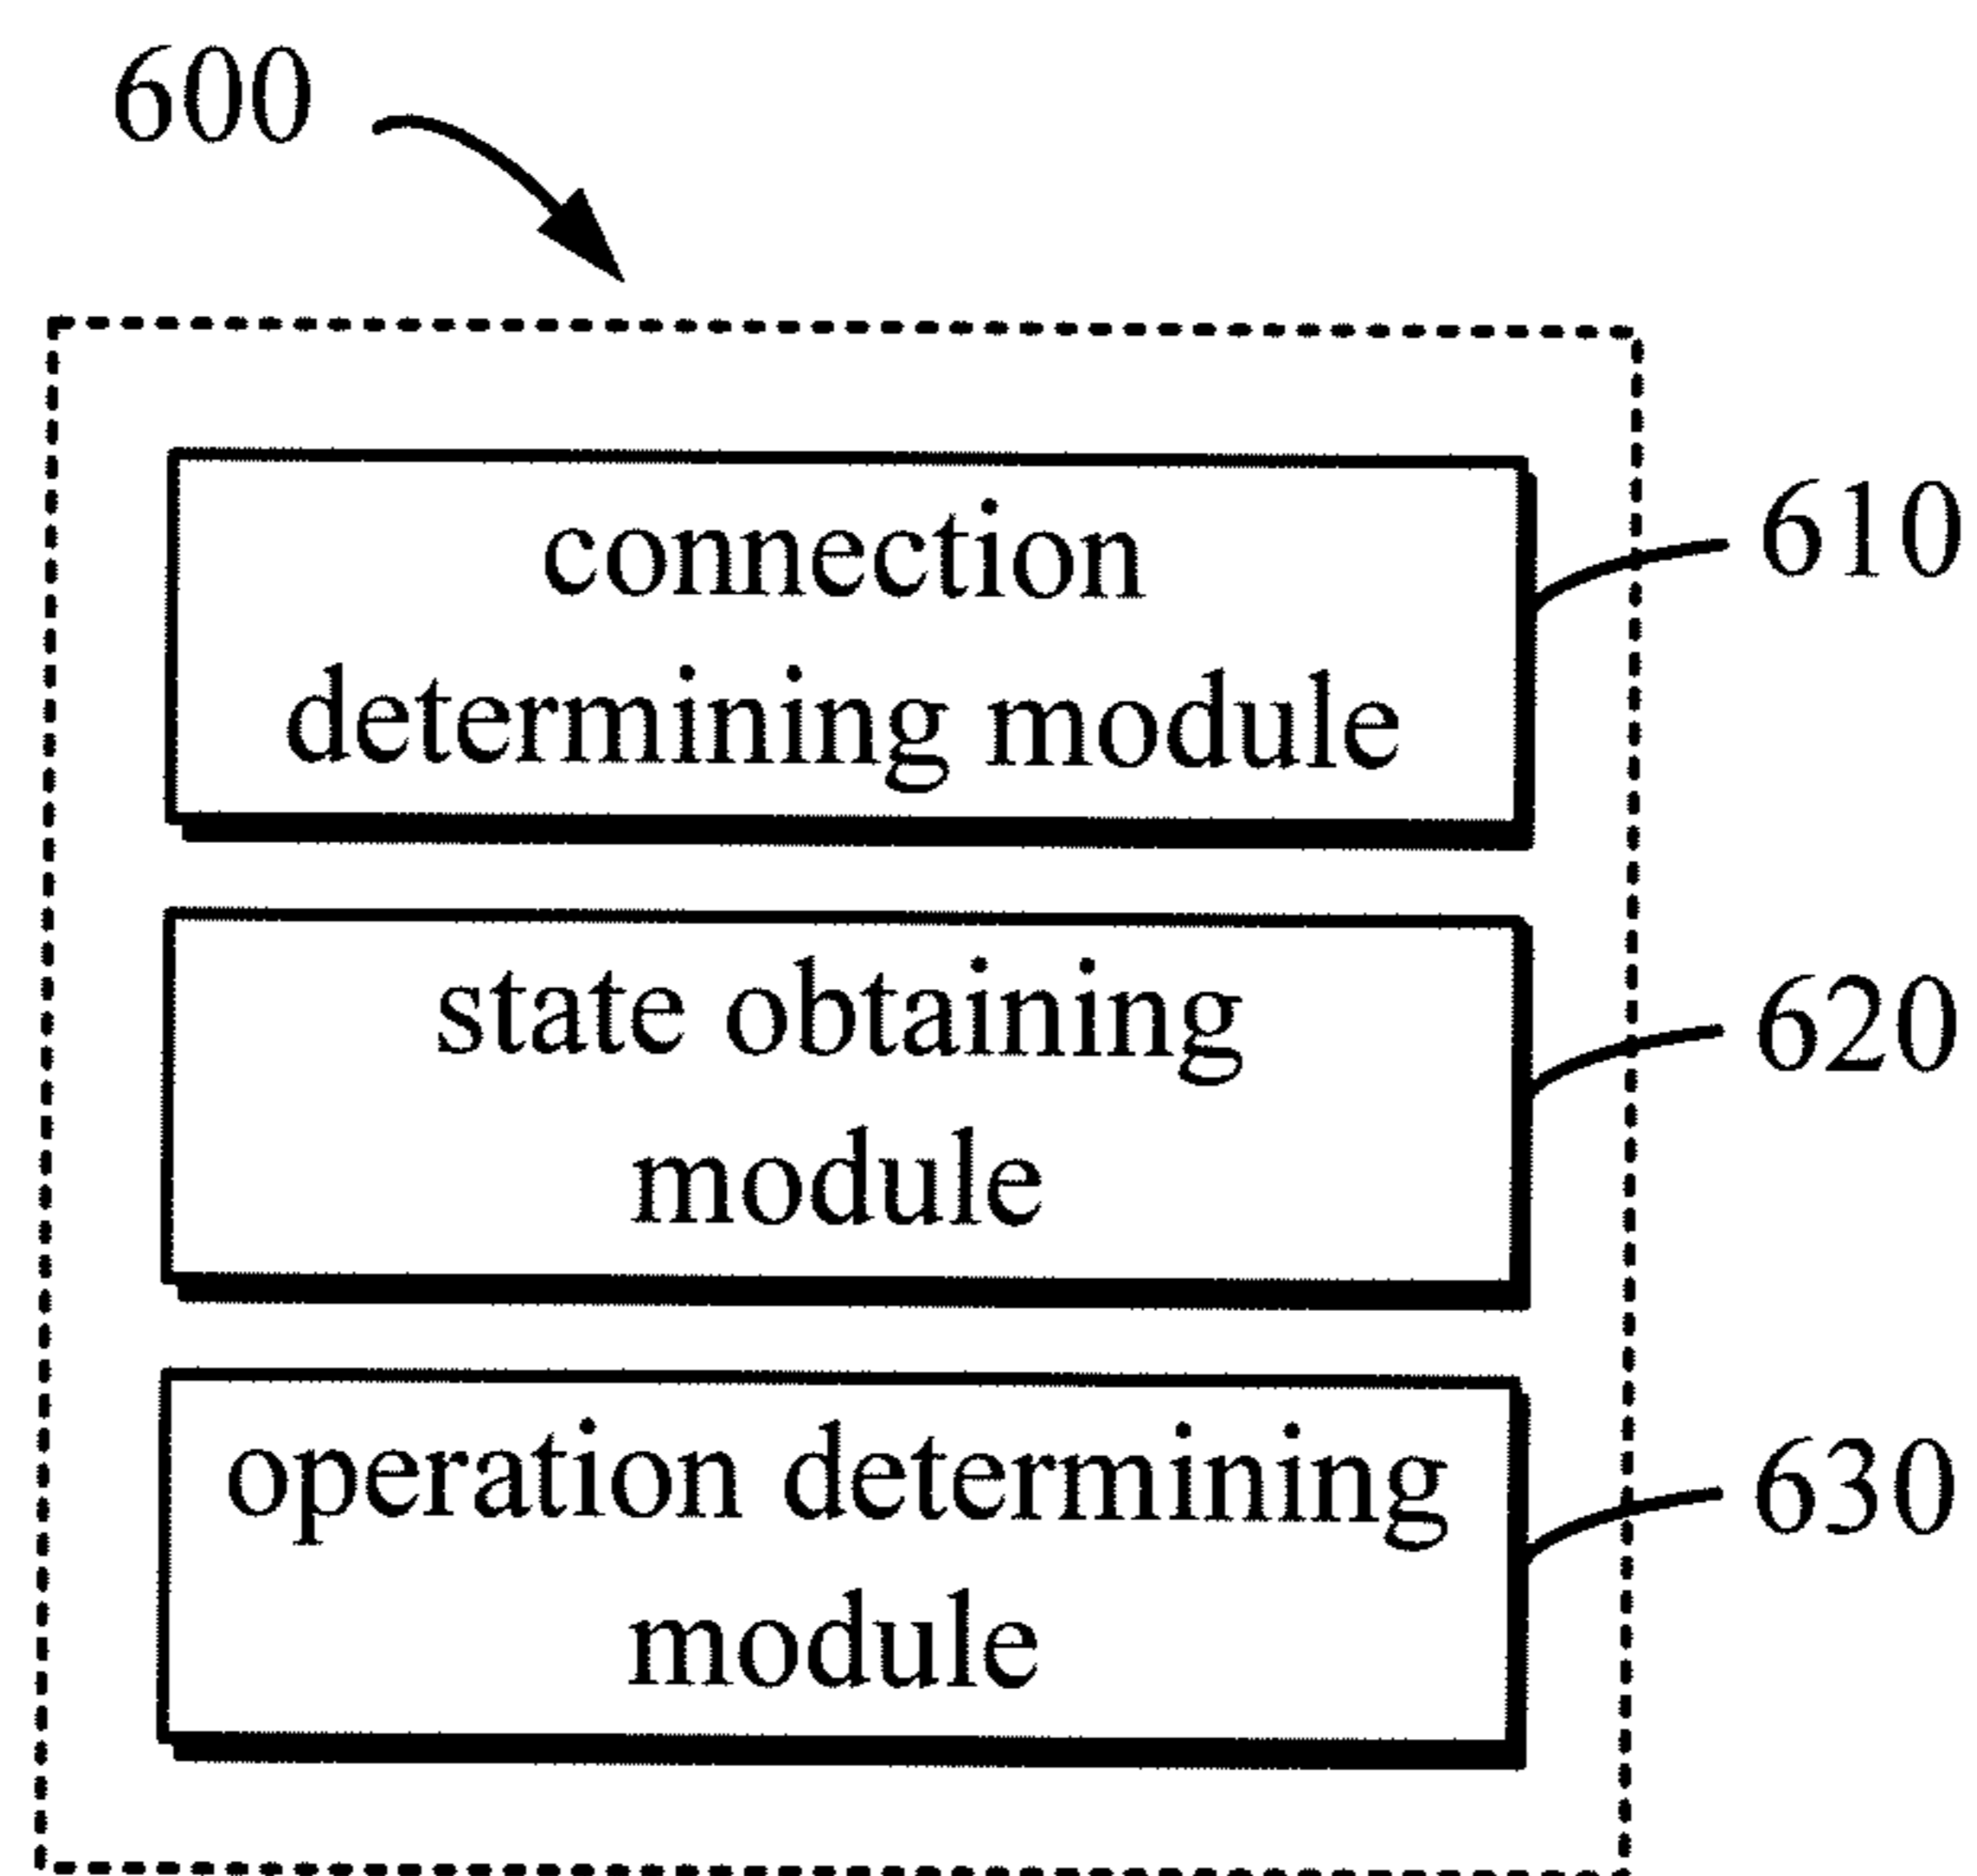 600
connection
determining module
610
state obtaining
module
620
operation determining
module
630